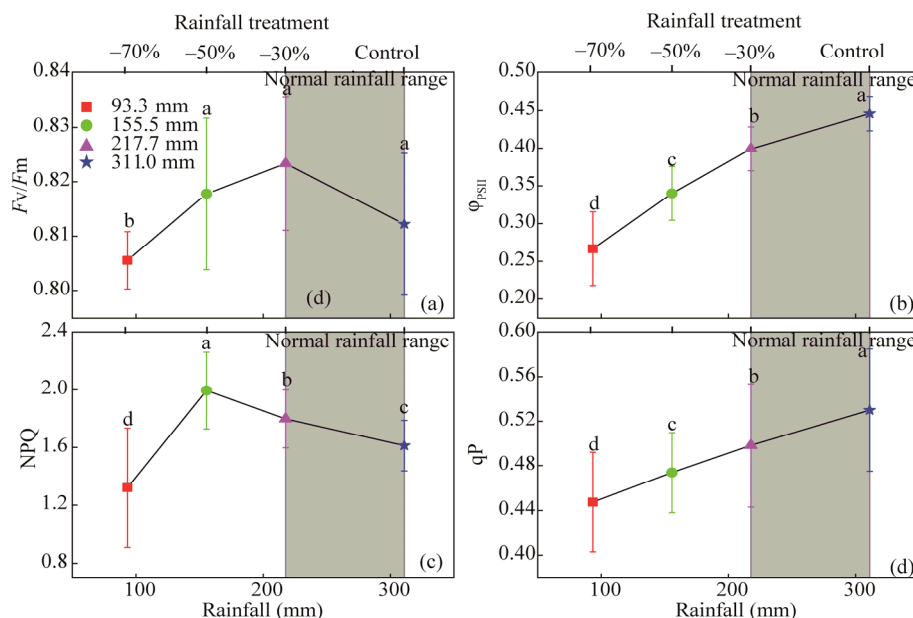 Rainfall treatment
Rainfall treatment
(a)
–70%
–50%
–30%
Control
(b)
–70%
–50%
–30%
Control
0.84
0.83
0.82
0.81
0.80
Fv/Fm
Normal rainfall range
93.3 mm
155.5 mm
217.7 mm
311.0 mm
b
a
a
a
(d)
(a)
0.50
0.45
0.40
0.35
0.30
0.25
0.20
φPSII
Normal rainfall range
d
c
b
a
(b)
2.4
2.0
1.6
1.2
0.8
NPQ
Normal rainfall range
d
a
b
c
(c)
100
200
300
Rainfall (mm)
0.60
0.56
0.52
0.48
0.44
0.40
qP
Normal rainfall range
d
c
b
a
(d)
100
200
300
Rainfall (mm)